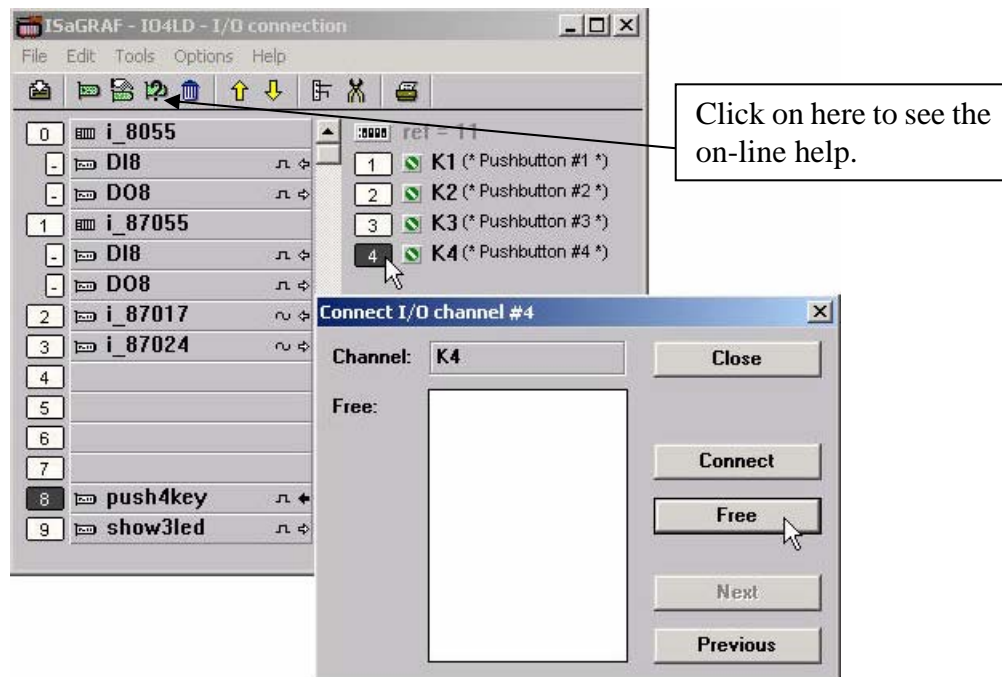 ISaGRAF - IO4LD - I/O connection
File Edit Tools Options Help
Click on here to see the
on-line help.
0 i_8055
- DI8
- DO8
1 i_87055
- DI8
- DO8
2 i_87017
3 i_87024
4
5
6
7
8 push4key
9 show3led
ref = 11
1 K1 (* Pushbutton #1 *)
2 K2 (* Pushbutton #2 *)
3 K3 (* Pushbutton #3 *)
4 K4 (* Pushbutton #4 *)
Connect I/O channel #4
Channel: K4
Close
Free:
Connect
Free
Next
Previous